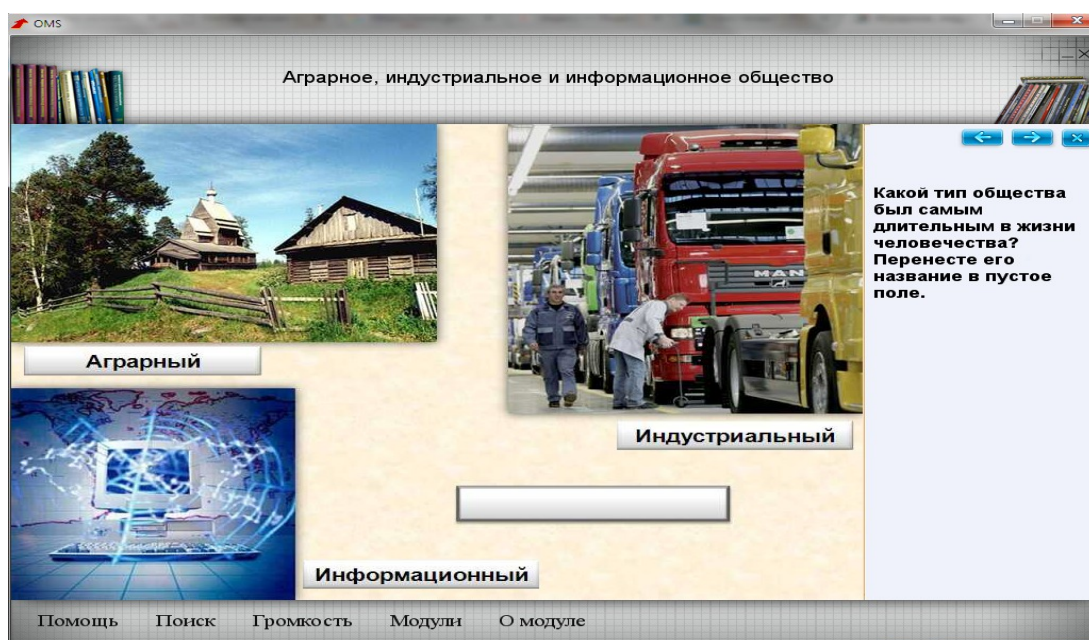 OMS
Аграрное, индустриальное и информационное общество
Какой тип общества
был самым
длительным в жизни
человечества?
Перенесте его
название в пустое
поле.
MAN
Аграрный
Индустриальный
Информационный
Помощь Поиск Громкость Модули О модуле